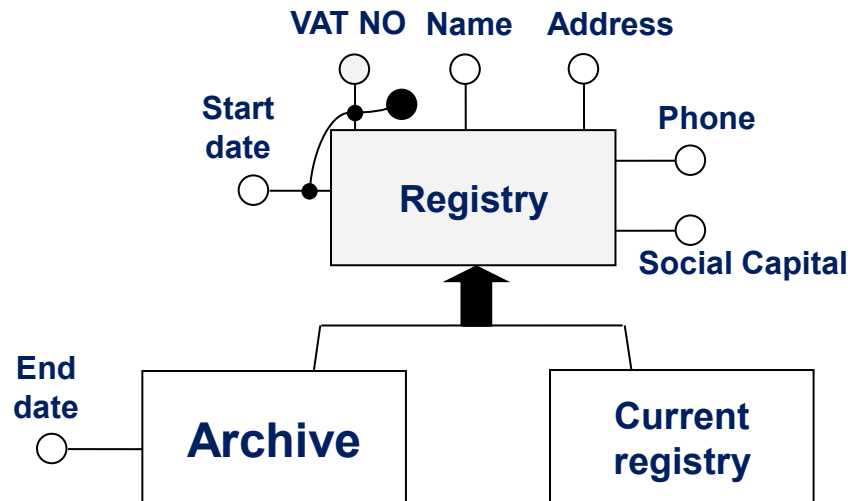 VAT NO
Name
Address
Start
date
Phone
Registry
Social Capital
End
date
Archive
Current
registry